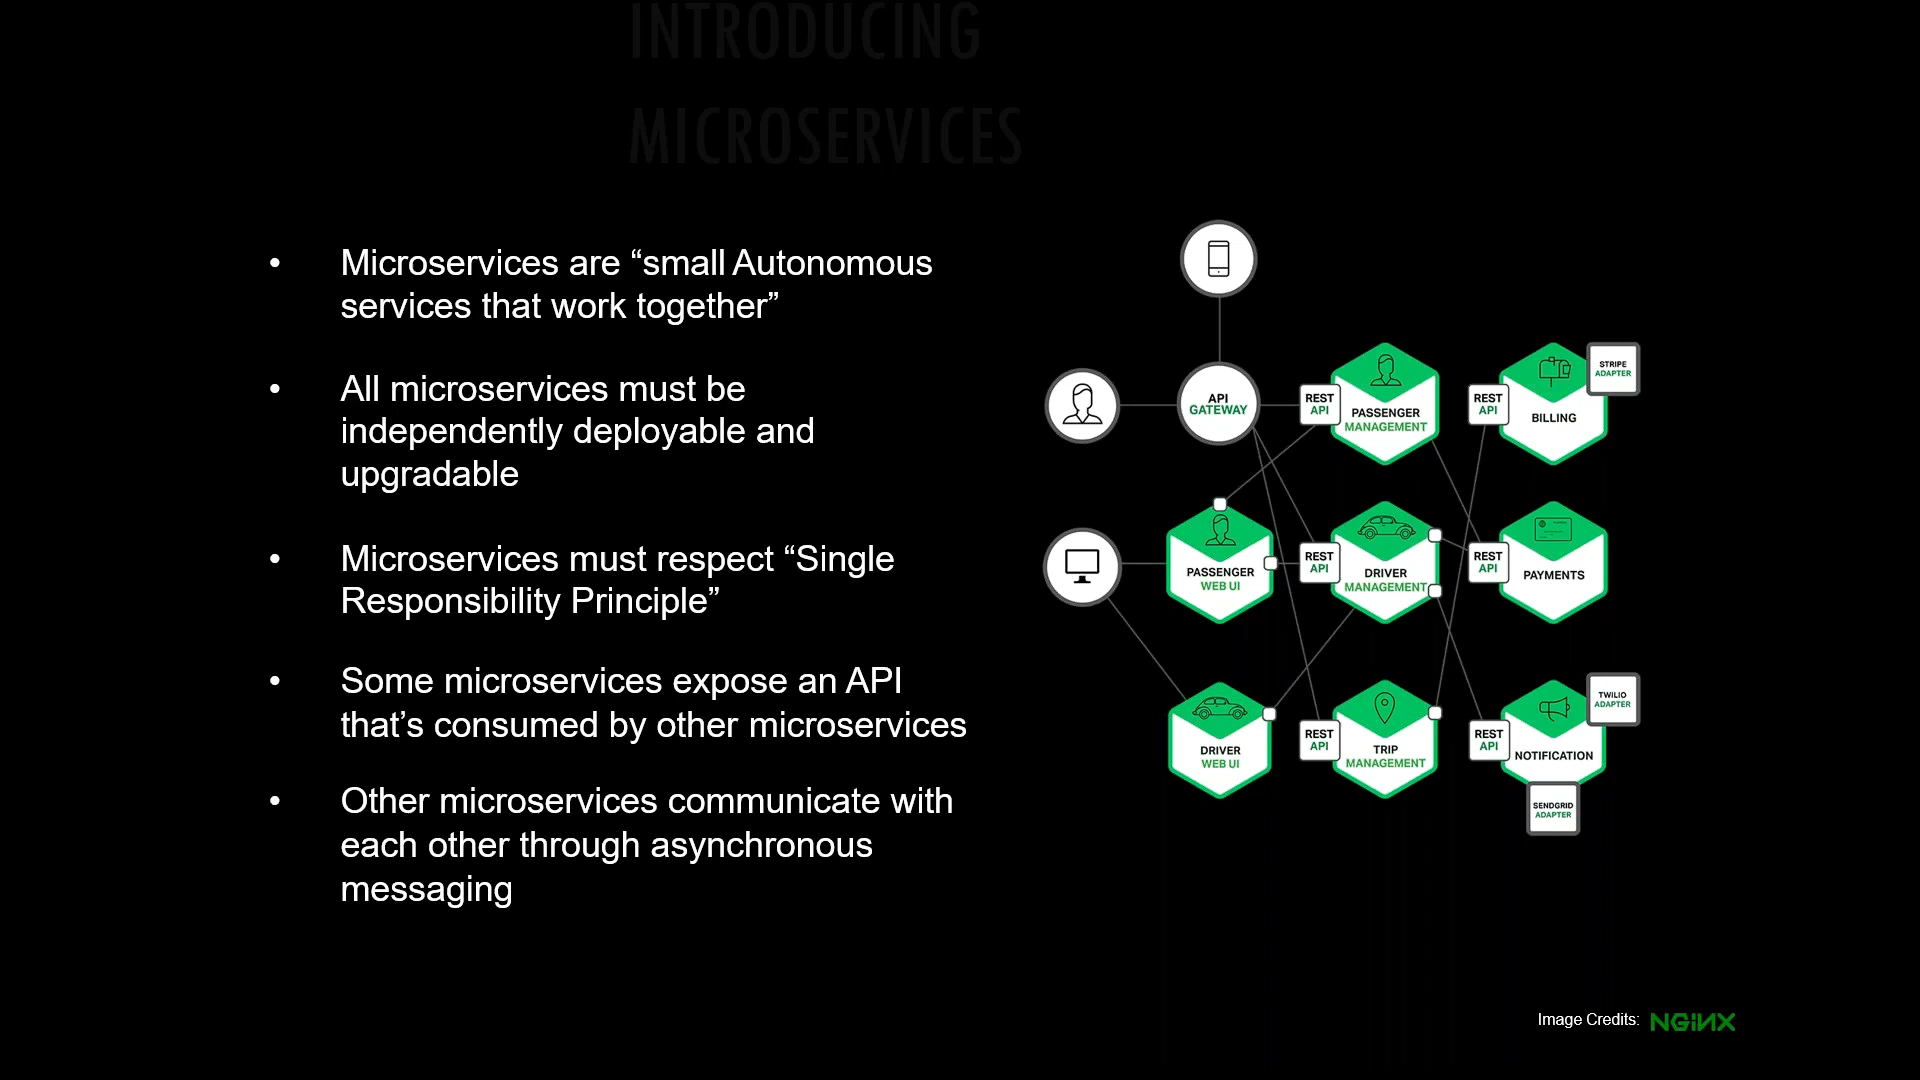 INTRODUCING
MICROSERVICES
• Microservices are “small Autonomous
services that work together”
• All microservices must be
independently deployable and
upgradable
• Microservices must respect “Single
Responsibility Principle”
• Some microservices expose an API
that’s consumed by other microservices
• Other microservices communicate with
each other through asynchronous
messaging
API
GATEWAY
REST
API
PASSENGER
MANAGEMENT
REST
API
BILLING
STRIPE
ADAPTER
PASSENGER
WEB UI
REST
API
DRIVER
MANAGEMENT
REST
API
PAYMENTS
DRIVER
WEB UI
REST
API
TRIP
MANAGEMENT
REST
API
NOTIFICATION
TWILIO
ADAPTER
SENDGRID
ADAPTER
Image Credits: NGINX